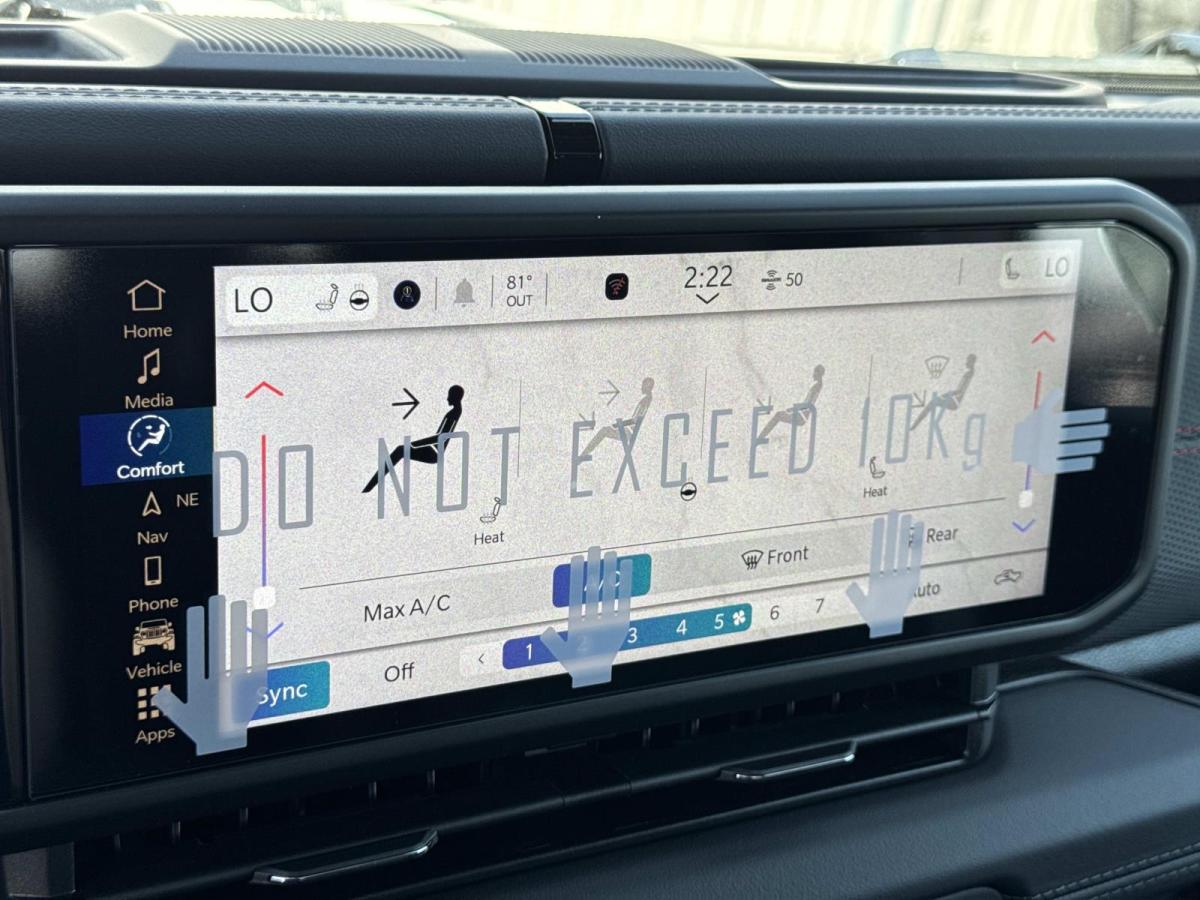 Home
Media
Comfort
NE
Nav
Phone
Vehicle
Apps
LO
81°
OUT
2:22
50
LO
DO NOT EXCEED 10Kg
Heat
Heat
Max A/C
Front
Rear
Sync
Off
1
3
4
5
6
7